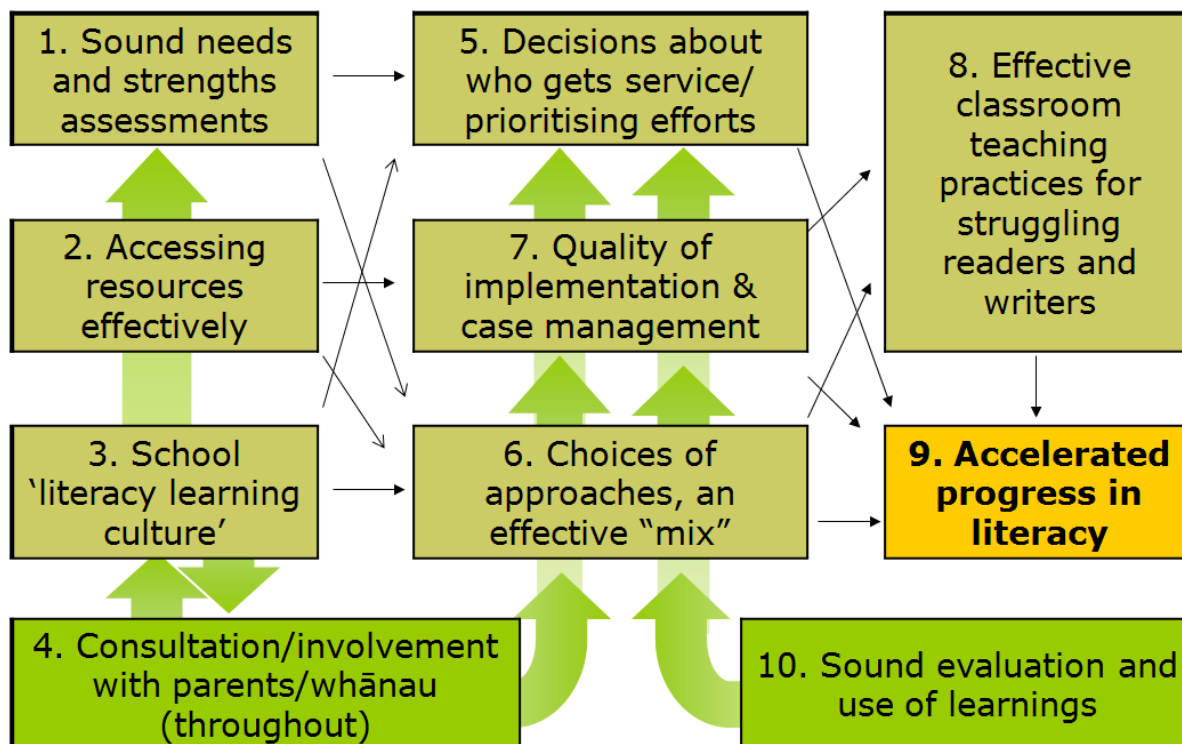 1. Sound needs
and strengths
assessments
2. Accessing
resources
effectively
3. School
‘literacy learning
culture’
4. Consultation/involvement
with parents/whānau
(throughout)
5. Decisions about
who gets service/
prioritising efforts
7. Quality of
implementation &
case management
6. Choices of
approaches, an
effective “mix”
8. Effective
classroom
teaching
practices for
struggling
readers and
writers
9. Accelerated
progress in
literacy
10. Sound evaluation and
use of learnings